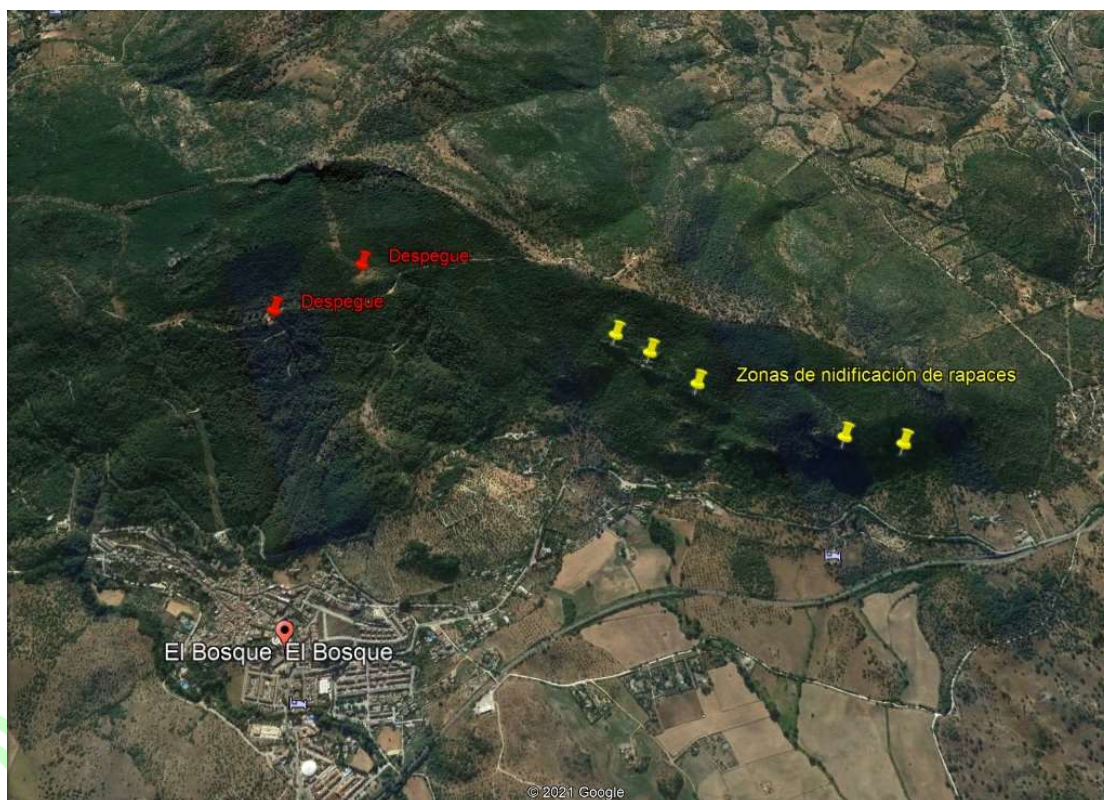 Despegue
Despegue
Zonas de nidificación de rapaces
El Bosque El Bosque
© 2021 Google